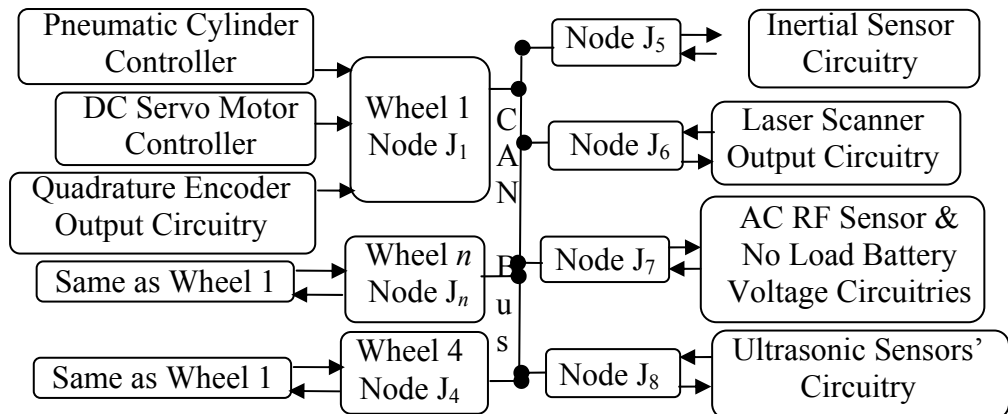 Pneumatic Cylinder
Controller
DC Servo Motor
Controller
Quadrature Encoder
Output Circuitry
Wheel 1
Node J₁
Same as Wheel 1
Wheel n
Node Jₙ
Same as Wheel 1
Wheel 4
Node J₄
CAN Bus
Node J₅
Inertial Sensor
Circuitry
Node J₆
Laser Scanner
Output Circuitry
Node J₇
AC RF Sensor &
No Load Battery
Voltage Circuitries
Node J₈
Ultrasonic Sensors’
Circuitry